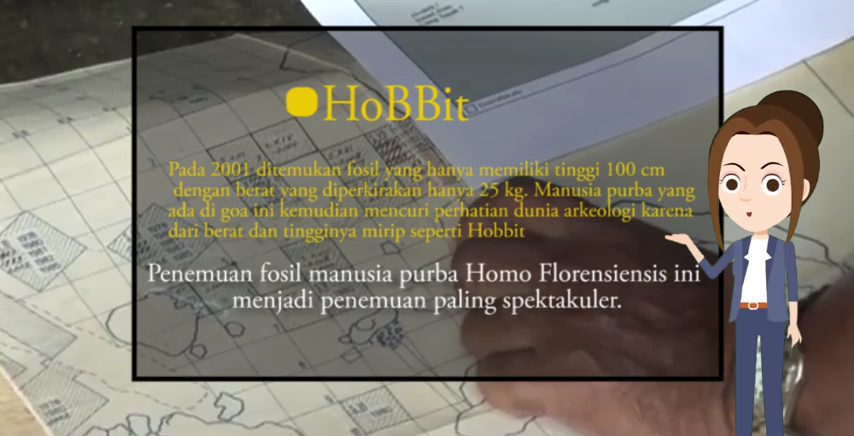 HoBBit
Pada 2001 ditemukan fosil yang hanya memiliki tinggi 100 cm
dengan berat yang diperkirakan hanya 25 kg. Manusia purba yang
ada di goa ini kemudian mencuri perhatian dunia arkeologi karena
dari berat dan tingginya mirip seperti Hobbit
Penemuan fosil manusia purba Homo Florensiensis ini
menjadi penemuan paling spektakuler.